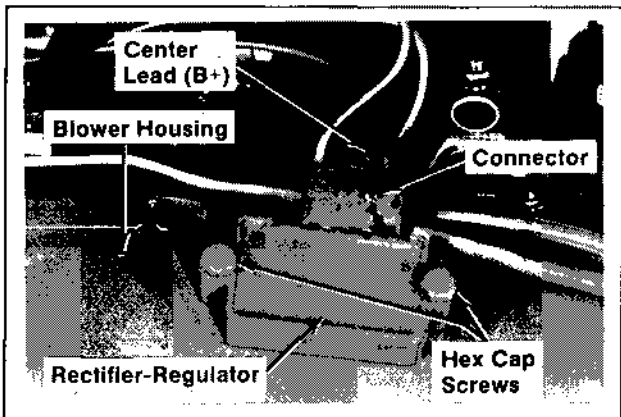 Center
Lead (B+)
Blower Housing
Connector
Rectifier-Regulator
Hex Cap
Screws